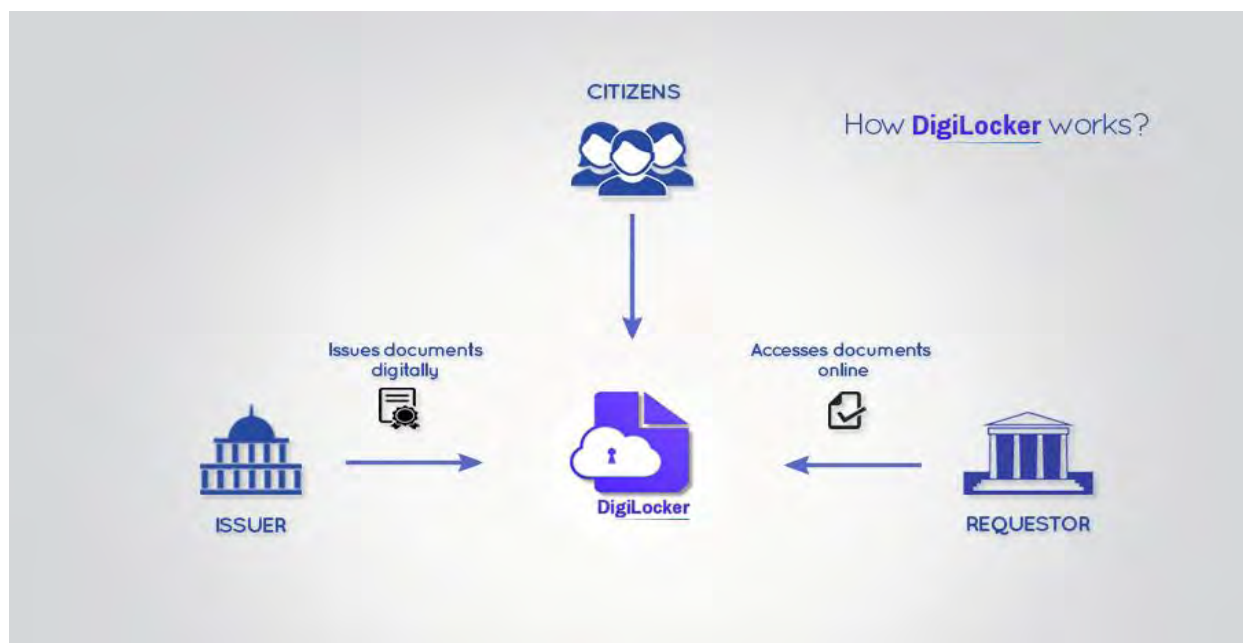 CITIZENS
How DigiLocker works?
Issues documents
digitally
Accesses documents
online
DigiLocker
ISSUER
REQUESTOR